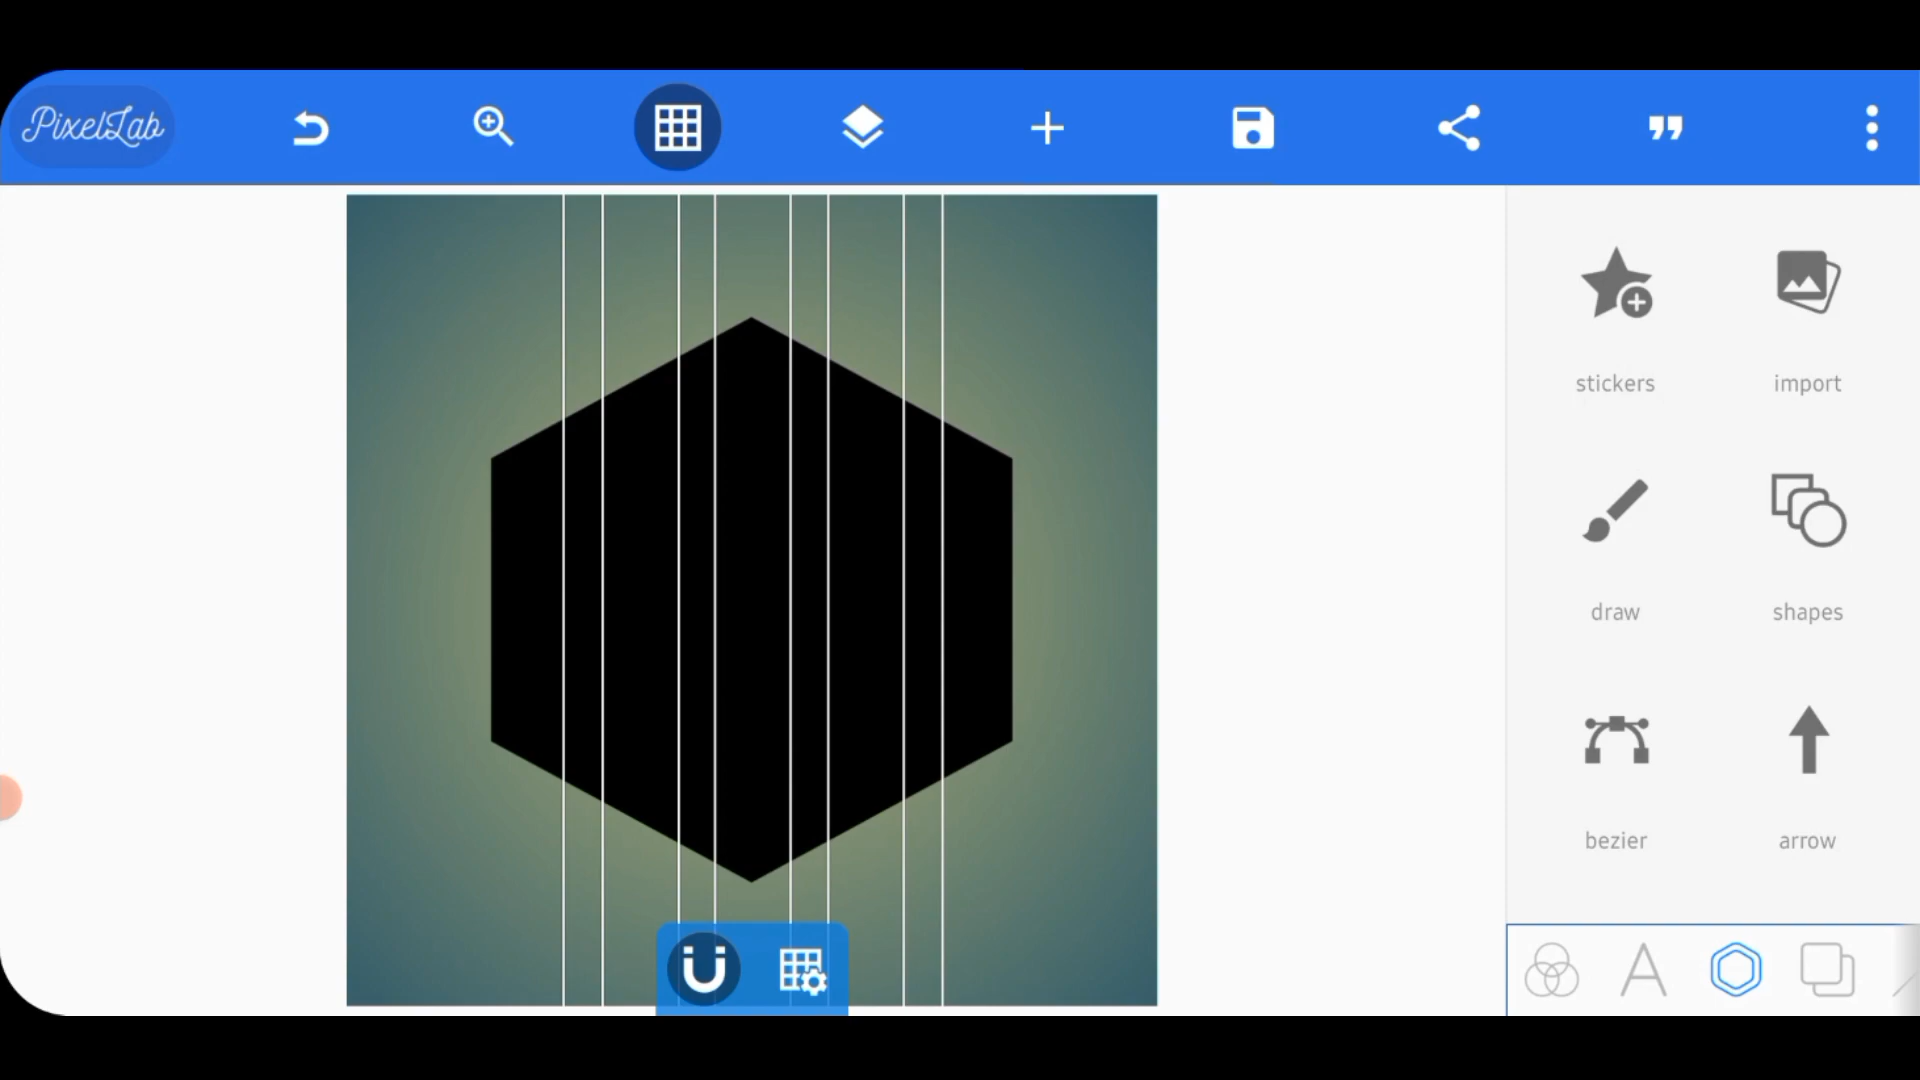 PixelLab
stickers
import
draw
shapes
bezier
arrow